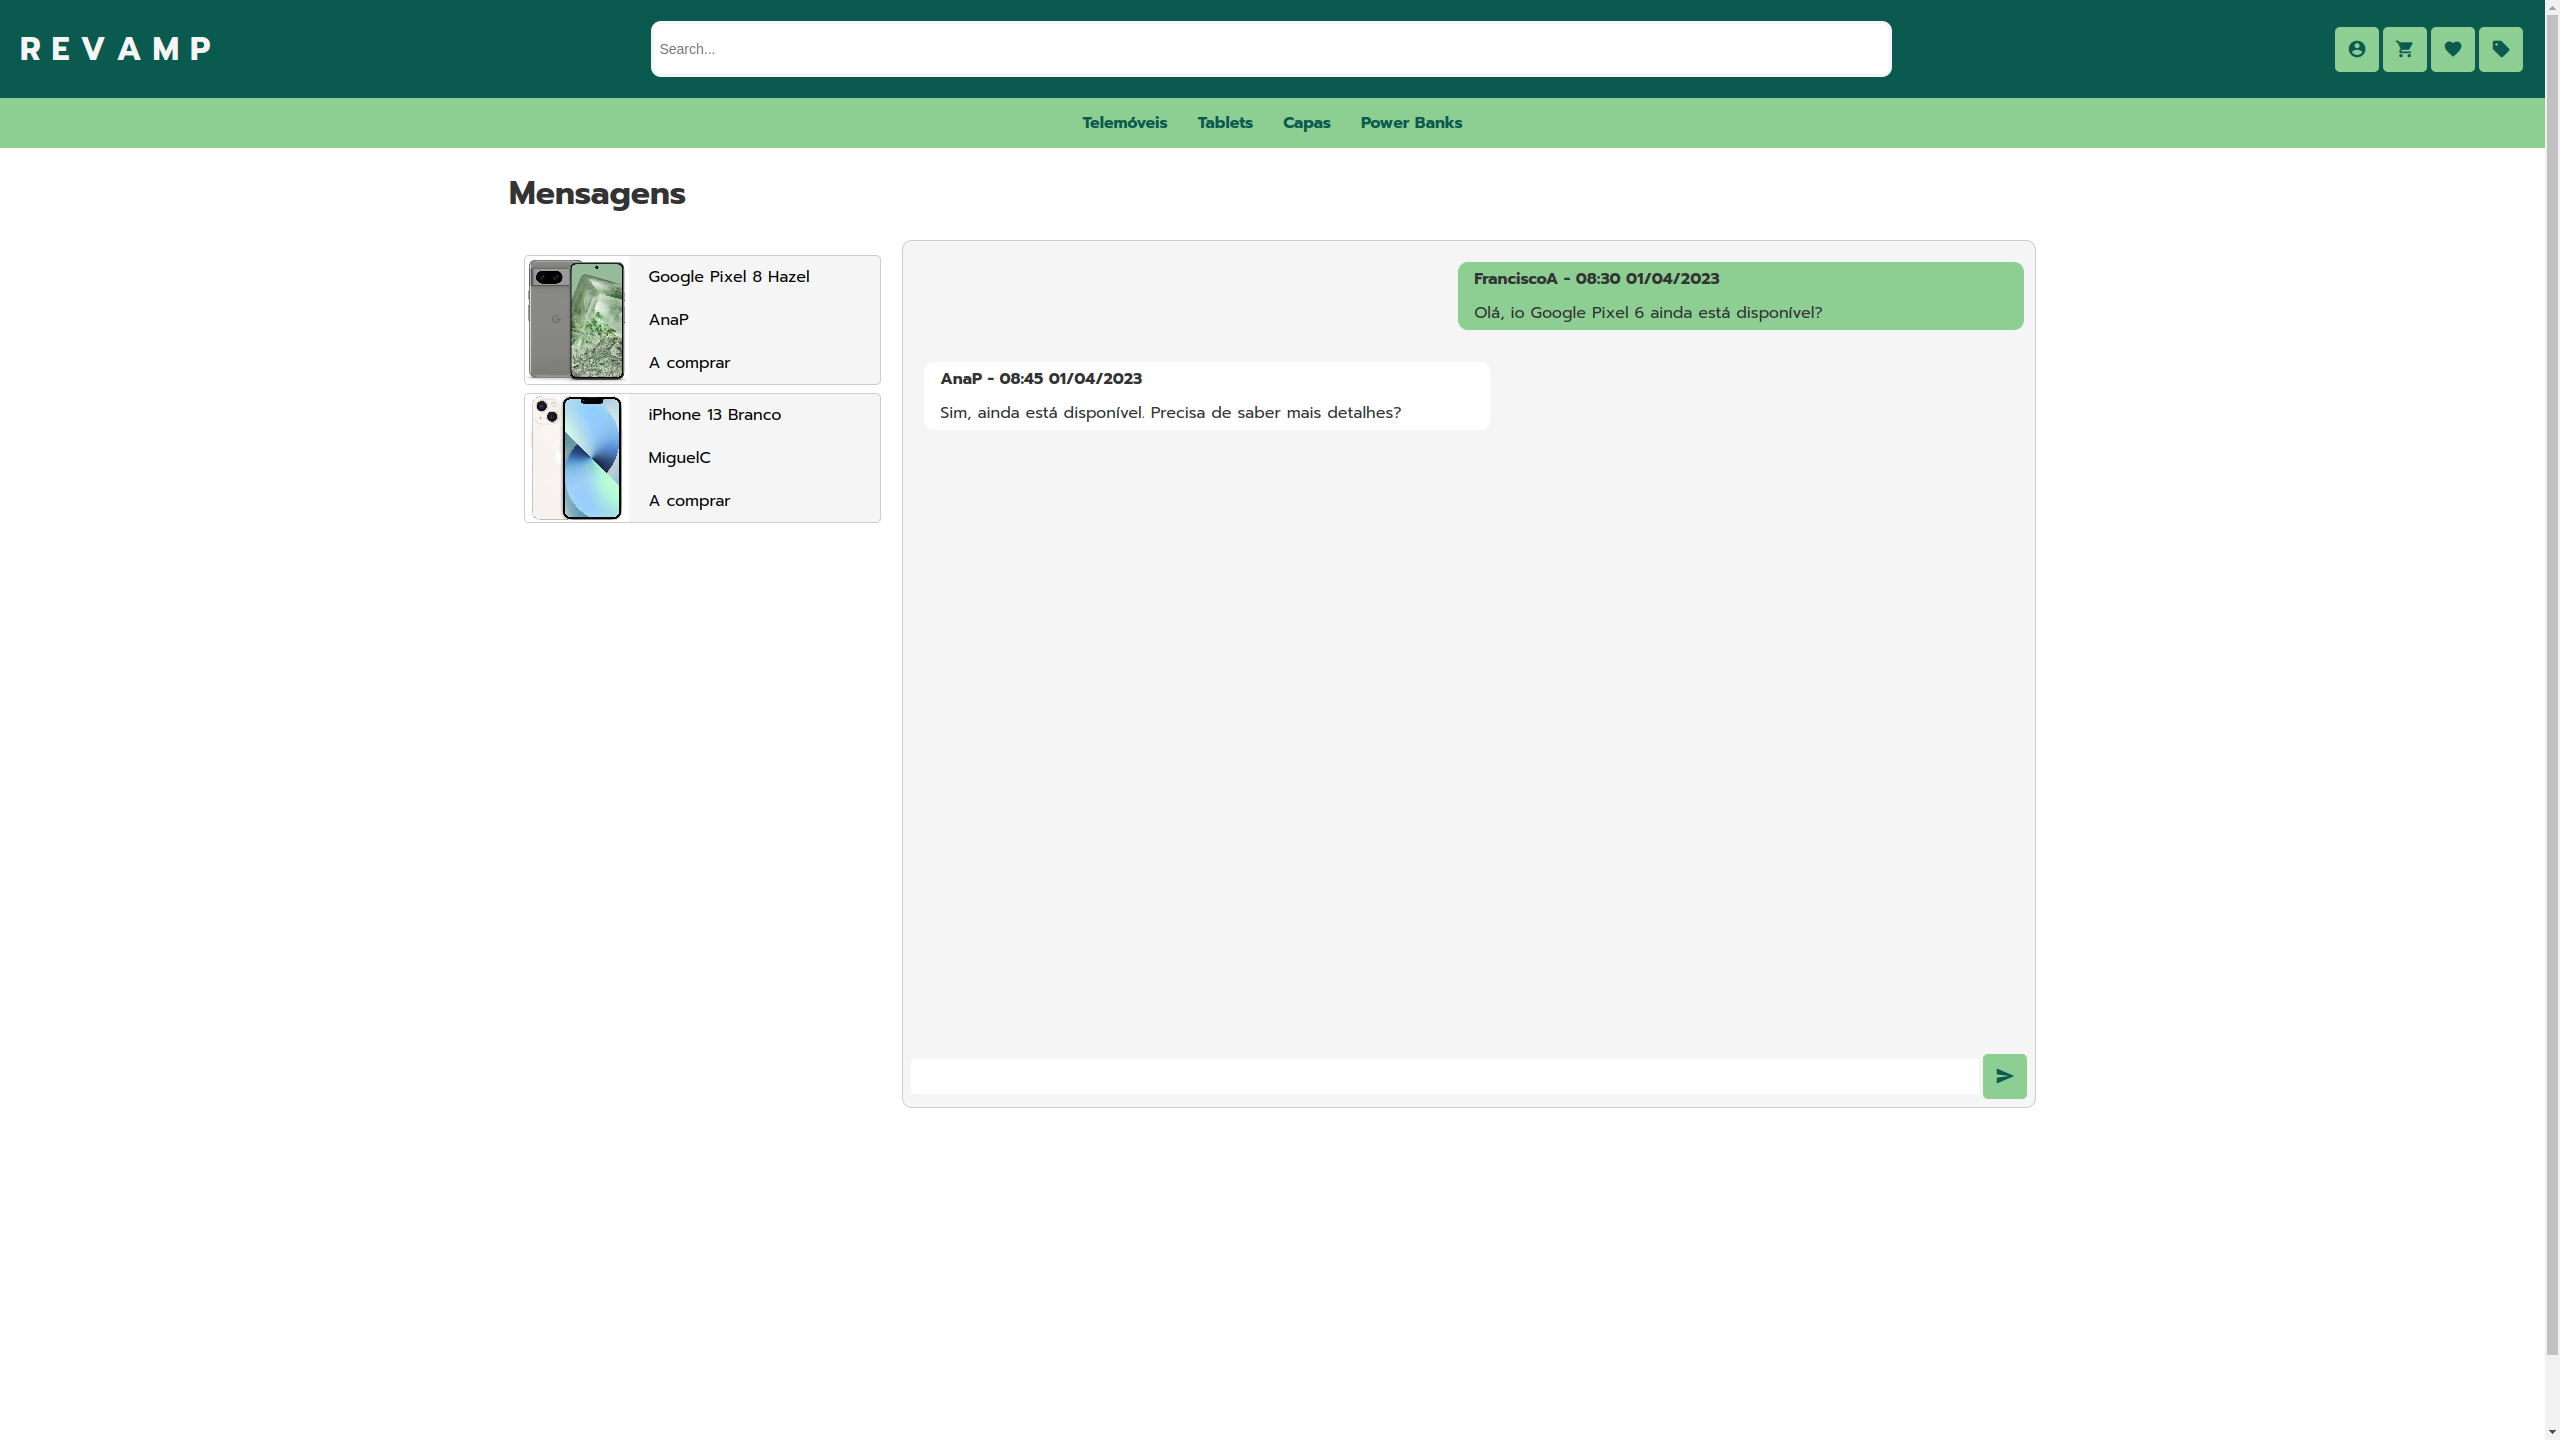 REVAMP
Search...
Telemóveis Tablets Capas Power Banks
Mensagens
Google Pixel 8 Hazel
AnaP
A comprar
iPhone 13 Branco
MiguelC
A comprar
FranciscoA - 08:30 01/04/2023
Olá, io Google Pixel 6 ainda está disponível?
AnaP - 08:45 01/04/2023
Sim, ainda está disponível. Precisa de saber mais detalhes?